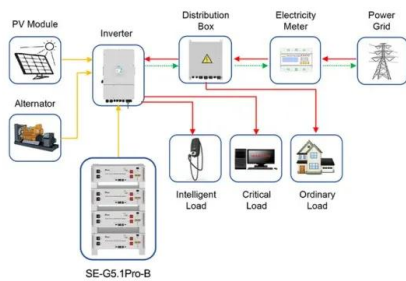 PV Module
Inverter
Distribution
Box
Electricity
Meter
Power
Grid
Alternator
Intelligent
Load
Critical
Load
Ordinary
Load
SE-G5.1Pro-B